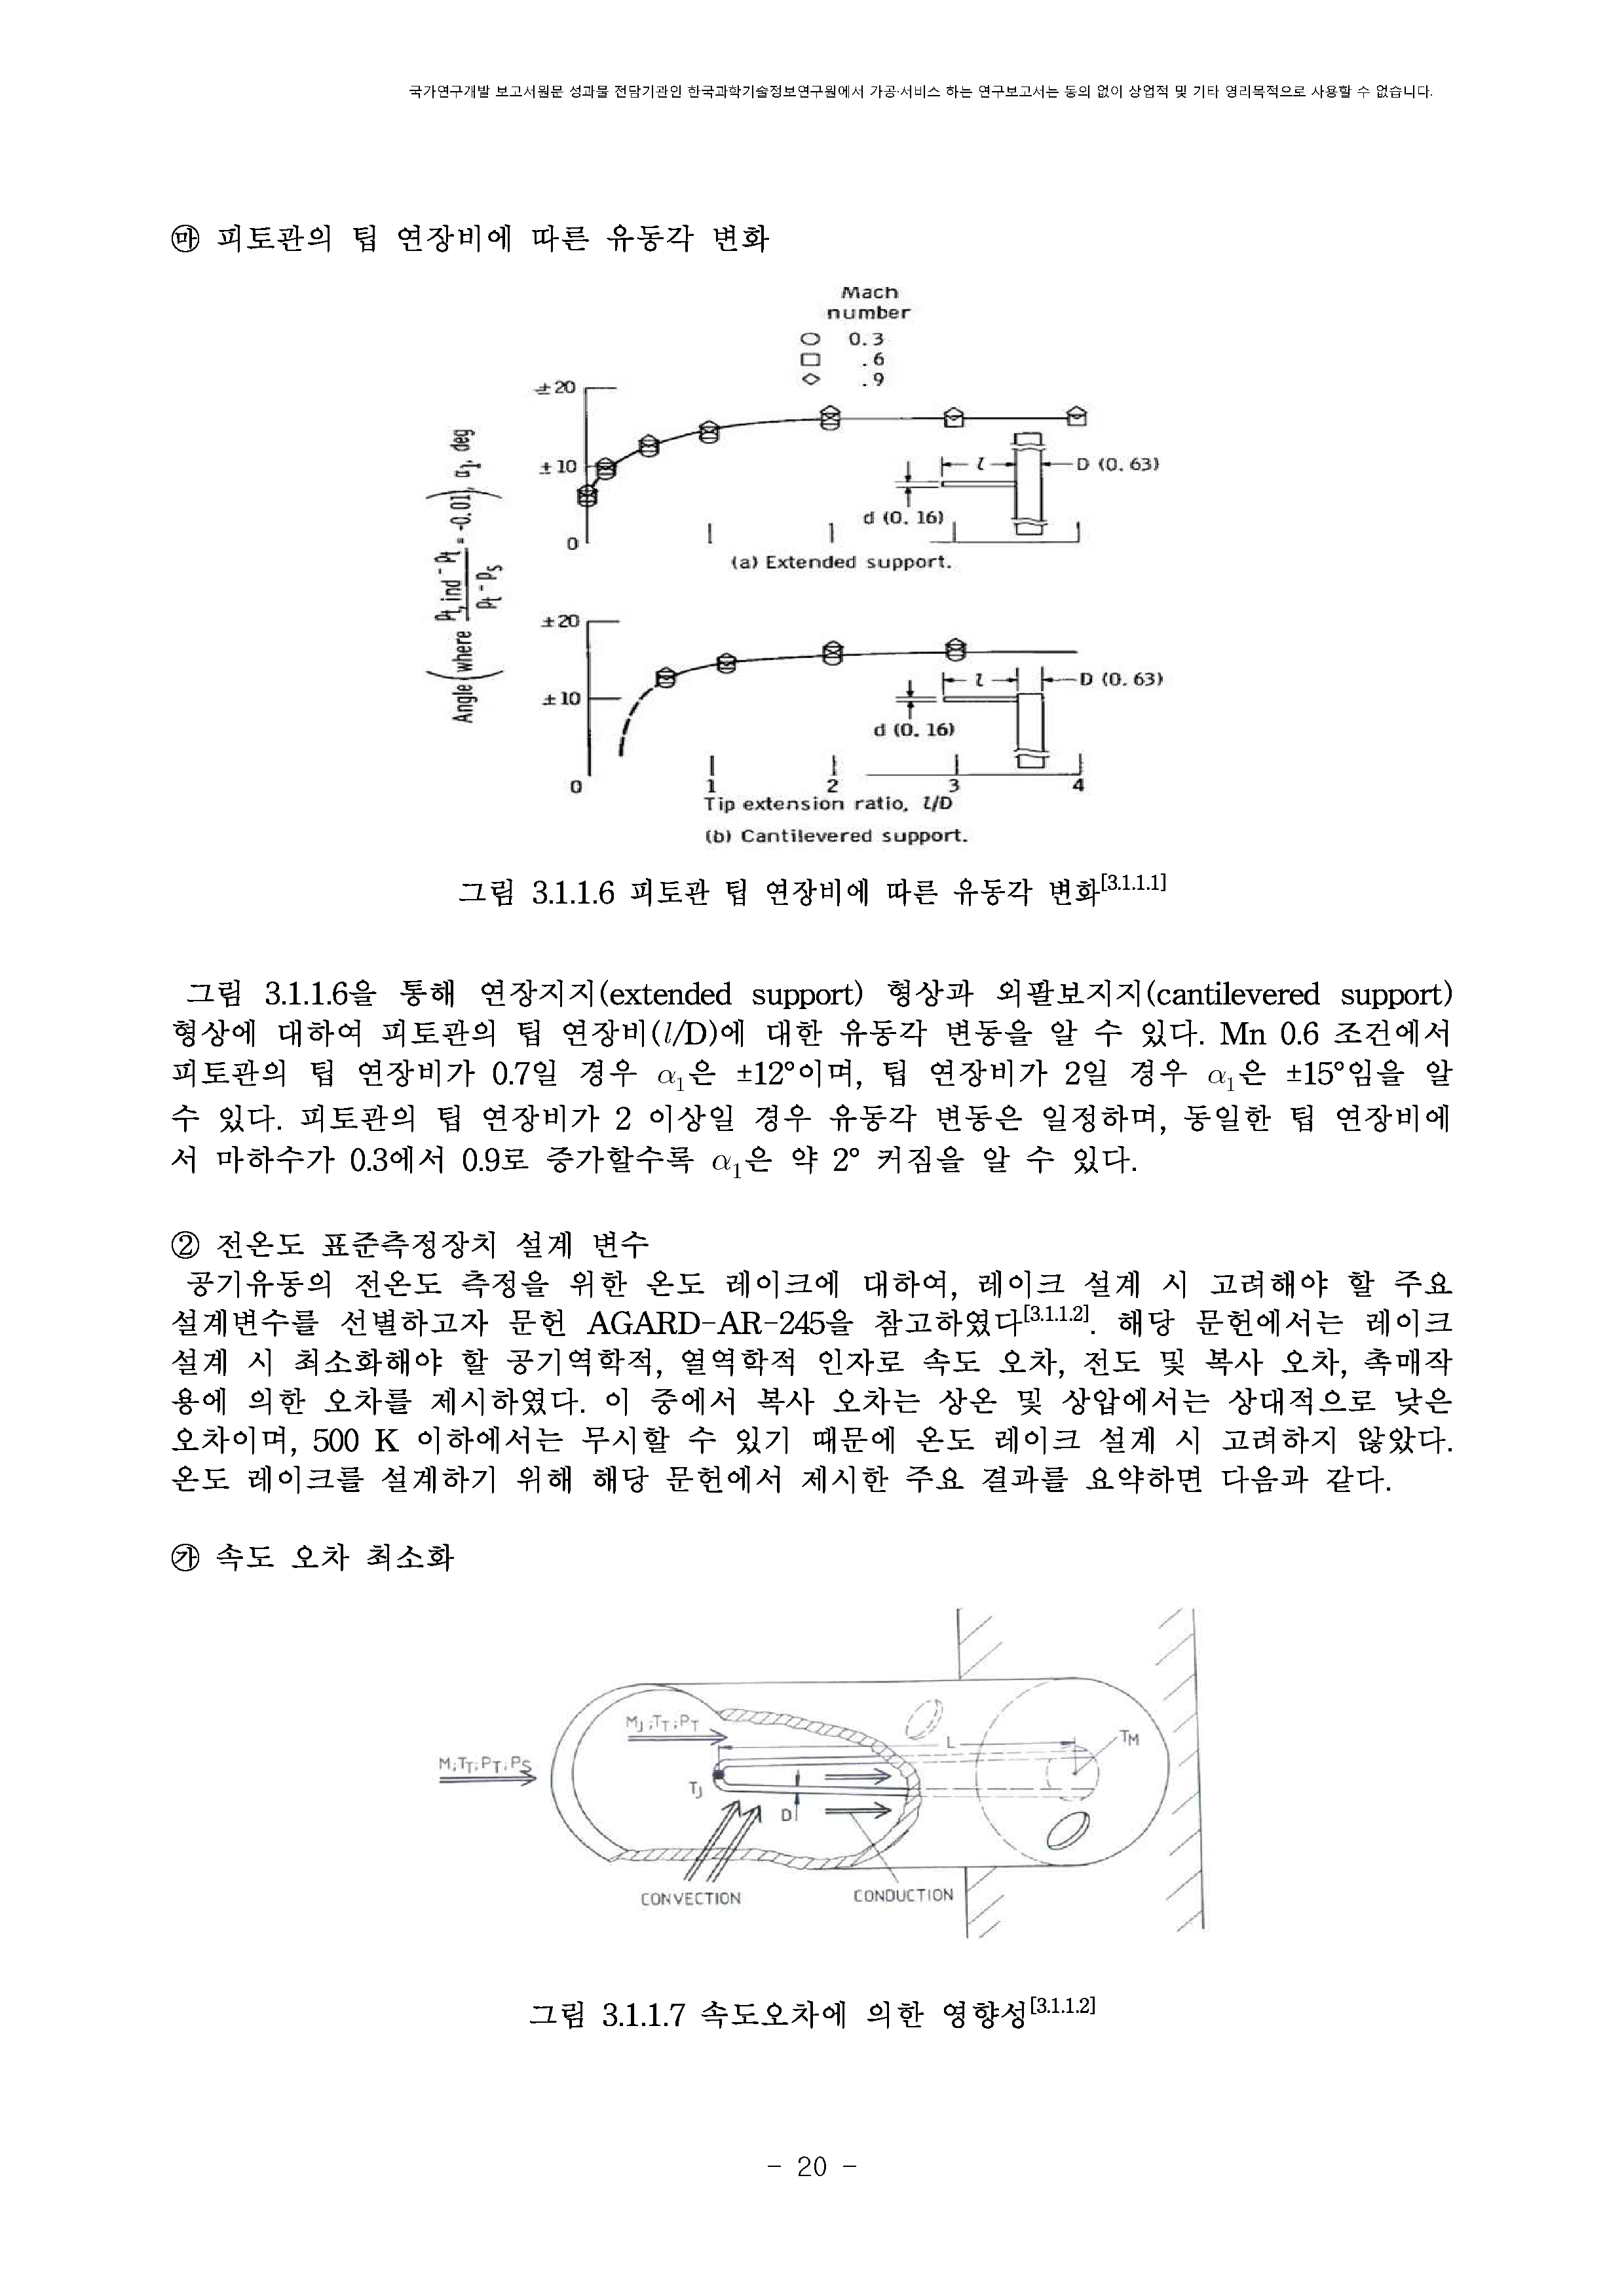 국가연구개발 보고서원문 성과물 전담기관인 한국과학기술정보연구원에서 가공·서비스 하는 연구보고서는 동의 없이 상업적 및 기타 영리목적으로 사용할 수 없습니다.
㉲ 피토관의 팁 연장비에 따른 유동각 변화
Mach
number
0.3
.6
.9
±20
±10
0
Angle (where (Pt,ind - Pt)/(Pt - Ps) = -0.01), α1, deg
l
D (0.63)
d (0.16)
(a) Extended support.
±20
±10
l
D (0.63)
d (0.16)
0 1 2 3 4
Tip extension ratio, l/D
(b) Cantilevered support.
그림 3.1.1.6 피토관 팁 연장비에 따른 유동각 변화[3.1.1.1]
그림 3.1.1.6을 통해 연장지지(extended support) 형상과 외팔보지지(cantilevered support)
형상에 대하여 피토관의 팁 연장비(l/D)에 대한 유동각 변동을 알 수 있다. Mn 0.6 조건에서
피토관의 팁 연장비가 0.7일 경우 α1은 ±12°이며, 팁 연장비가 2일 경우 α1은 ±15°임을 알
수 있다. 피토관의 팁 연장비가 2 이상일 경우 유동각 변동은 일정하며, 동일한 팁 연장비에
서 마하수가 0.3에서 0.9로 증가할수록 α1은 약 2° 커짐을 알 수 있다.
② 전온도 표준측정장치 설계 변수
공기유동의 전온도 측정을 위한 온도 레이크에 대하여, 레이크 설계 시 고려해야 할 주요
설계변수를 선별하고자 문헌 AGARD-AR-245을 참고하였다[3.1.1.2]. 해당 문헌에서는 레이크
설계 시 최소화해야 할 공기역학적, 열역학적 인자로 속도 오차, 전도 및 복사 오차, 촉매작
용에 의한 오차를 제시하였다. 이 중에서 복사 오차는 상온 및 상압에서는 상대적으로 낮은
오차이며, 500 K 이하에서는 무시할 수 있기 때문에 온도 레이크 설계 시 고려하지 않았다.
온도 레이크를 설계하기 위해 해당 문헌에서 제시한 주요 결과를 요약하면 다음과 같다.
㉮ 속도 오차 최소화
MJ;TT;PT
M;TT;PT;PS
L
TM
TJ
D
CONVECTION
CONDUCTION
그림 3.1.1.7 속도오차에 의한 영향성[3.1.1.2]
- 20 -